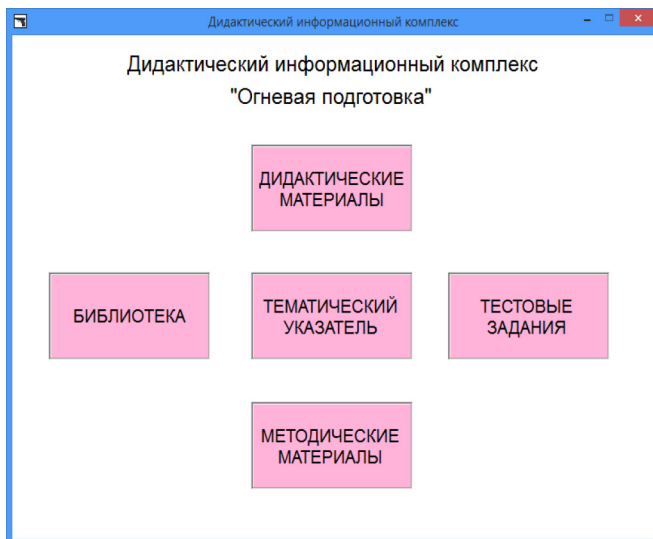 Дидактический информационный комплекс
Дидактический информационный комплекс
"Огневая подготовка"
ДИДАКТИЧЕСКИЕ
МАТЕРИАЛЫ
БИБЛИОТЕКА
ТЕМАТИЧЕСКИЙ
УКАЗАТЕЛЬ
ТЕСТОВЫЕ
ЗАДАНИЯ
МЕТОДИЧЕСКИЕ
МАТЕРИАЛЫ